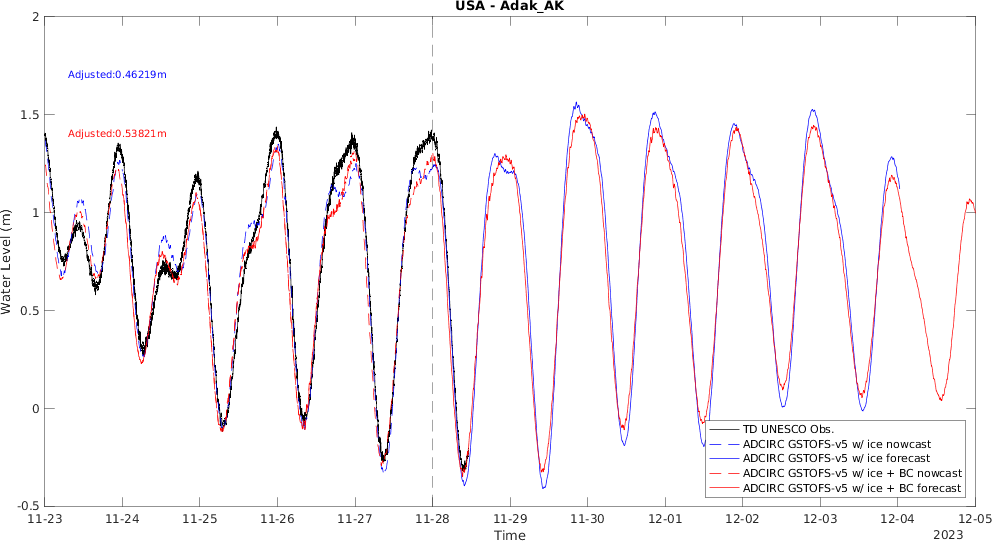 USA - Adak_AK
Adjusted:0.46219m
Adjusted:0.53821m
Water Level (m)
2
1.5
1
0.5
0
-0.5
11-23 11-24 11-25 11-26 11-27 11-28 11-29 11-30 12-01 12-02 12-03 12-04 12-05
Time
2023
TD UNESCO Obs.
ADCIRC GSTOFS-v5 w/ ice nowcast
ADCIRC GSTOFS-v5 w/ ice forecast
ADCIRC GSTOFS-v5 w/ ice + BC nowcast
ADCIRC GSTOFS-v5 w/ ice + BC forecast